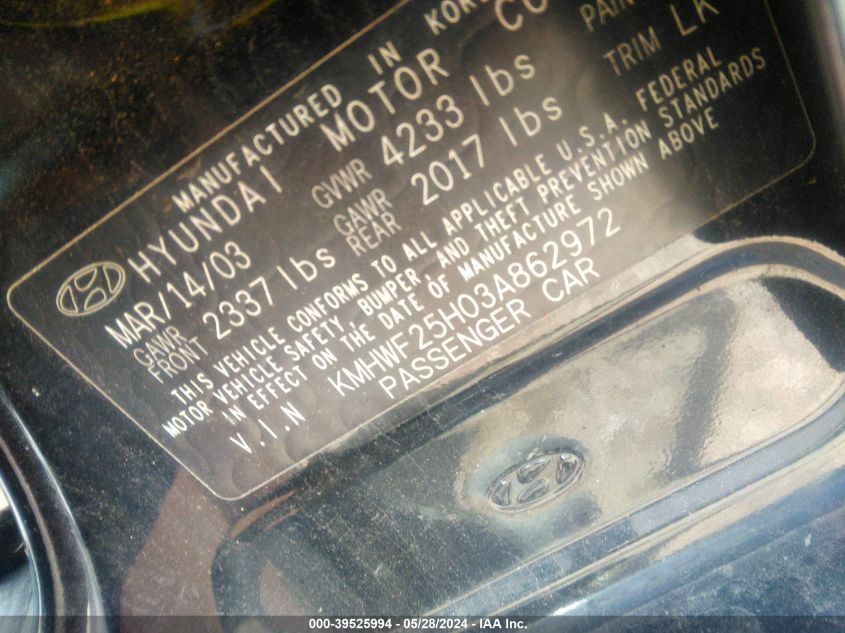 MANUFACTURED IN KOR
HYUNDAI MOTOR CO
MAR/14/03 GVWR 4233 lbs PAIN
GAWR FRONT 2337 lbs GAWR REAR 2017 lbs TRIM LK
THIS VEHICLE CONFORMS TO ALL APPLICABLE U.S.A. FEDERAL
MOTOR VEHICLE SAFETY, BUMPER, AND THEFT PREVENTION STANDARDS
IN EFFECT ON THE DATE OF MANUFACTURE SHOWN ABOVE
V.I.N KMHWF25H03A862972
PASSENGER CAR
000-39525994 - 05/28/2024 - IAA Inc.